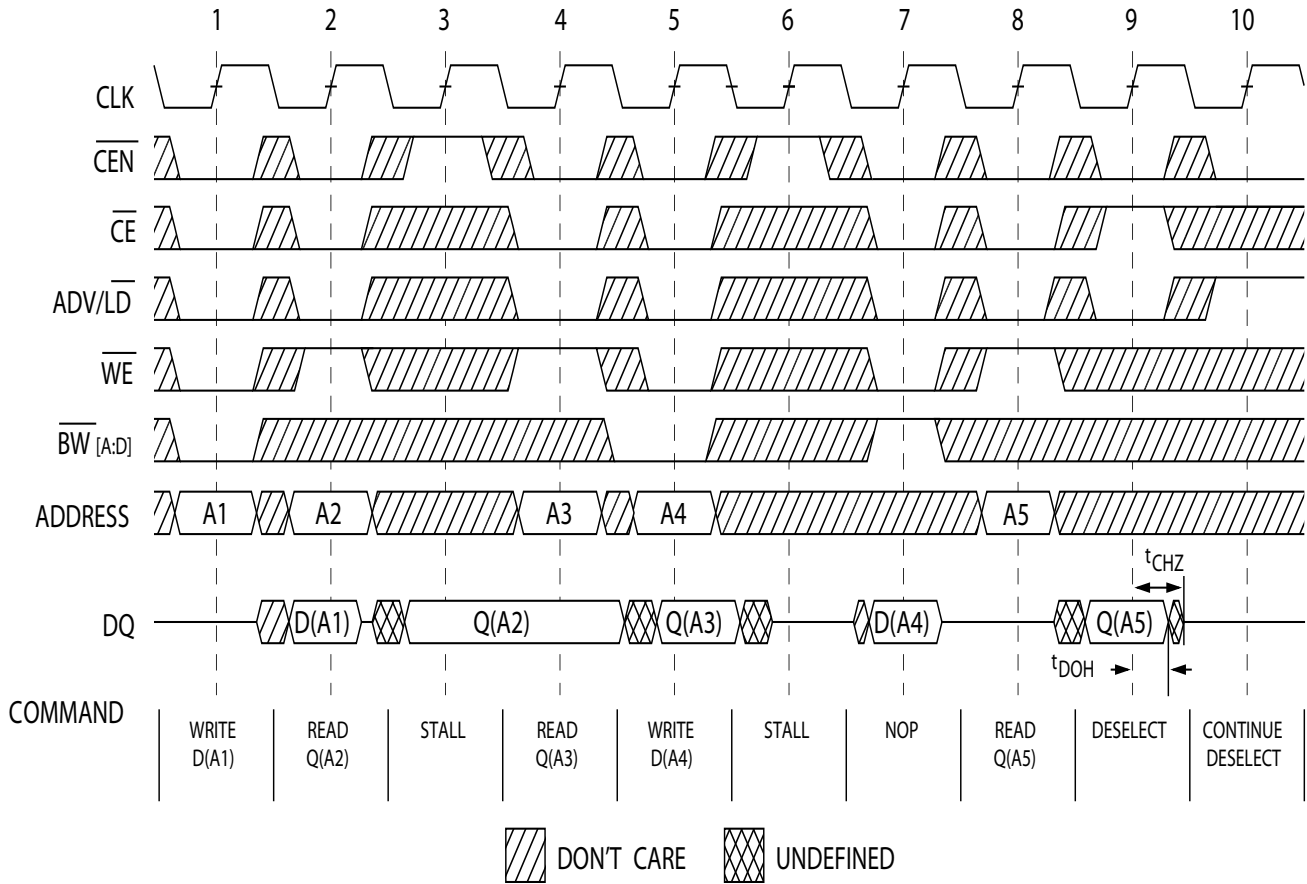 1 2 3 4 5 6 7 8 9 10
CLK
CEN
CE
ADV/LD
WE
BW [A:D]
ADDRESS A1 A2 A3 A4 A5
tCHZ
DQ D(A1) Q(A2) Q(A3) D(A4) Q(A5)
tDOH
COMMAND
WRITE READ STALL READ WRITE STALL NOP READ DESELECT CONTINUE
D(A1) Q(A2) Q(A3) D(A4) Q(A5) DESELECT
DON'T CARE UNDEFINED